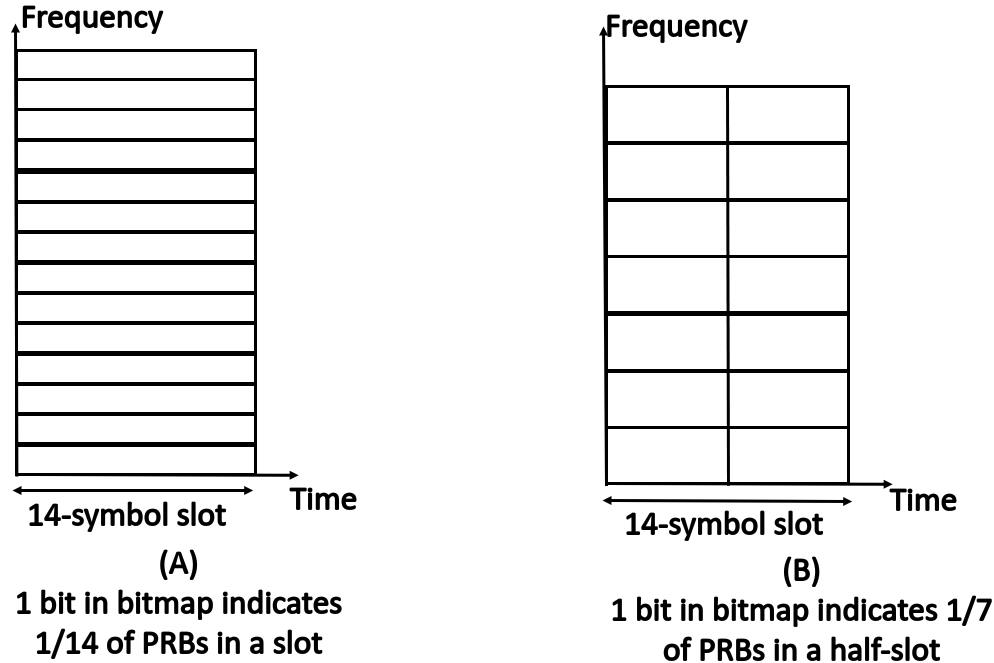 Frequency
Time
14-symbol slot
(A)
1 bit in bitmap indicates
1/14 of PRBs in a slot
Frequency
Time
14-symbol slot
(B)
1 bit in bitmap indicates 1/7
of PRBs in a half-slot